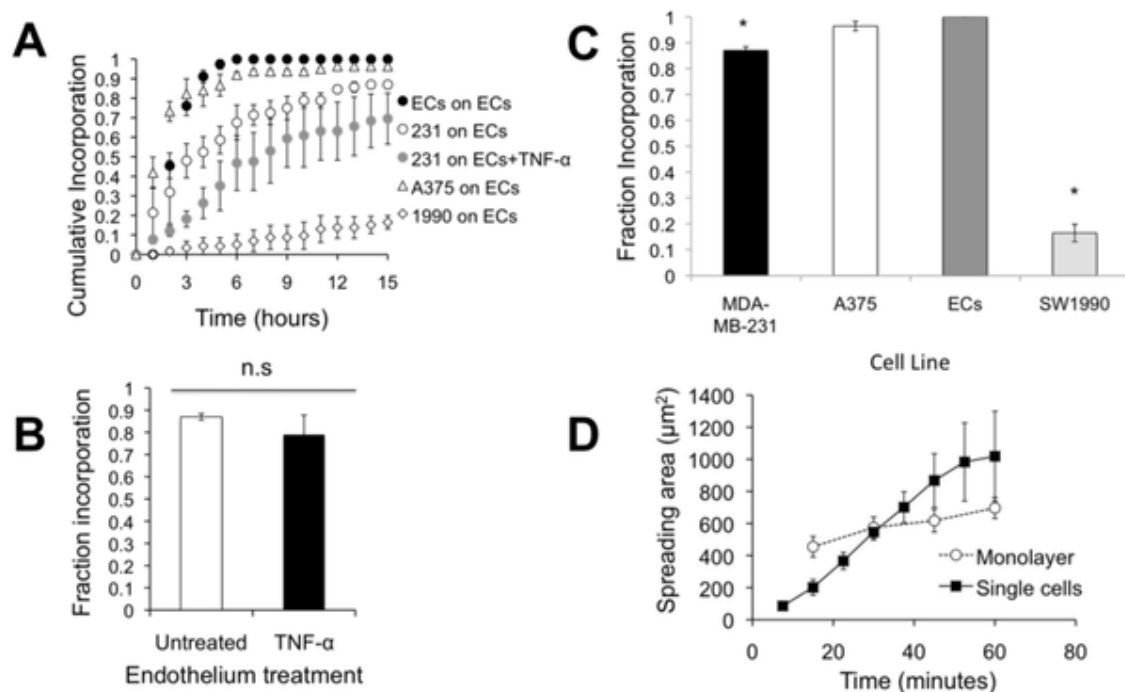 A
Cumulative Incorporation
1
0.9
0.8
0.7
0.6
0.5
0.4
0.3
0.2
0.1
0
0 3 6 9 12 15
Time (hours)
ECs on ECs
231 on ECs
231 on ECs+TNF-α
A375 on ECs
1990 on ECs
B
n.s
Fraction incorporation
1
0.9
0.8
0.7
0.6
0.5
0.4
0.3
0.2
0.1
0
Untreated TNF-α
Endothelium treatment
C
Fraction Incorporation
1
0.9
0.8
0.7
0.6
0.5
0.4
0.3
0.2
0.1
0
*
*
MDA-
MB-231
A375 ECs SW1990
Cell Line
D
Spreading area (µm²)
1400
1200
1000
800
600
400
200
0
0 20 40 60 80
Time (minutes)
Monolayer
Single cells